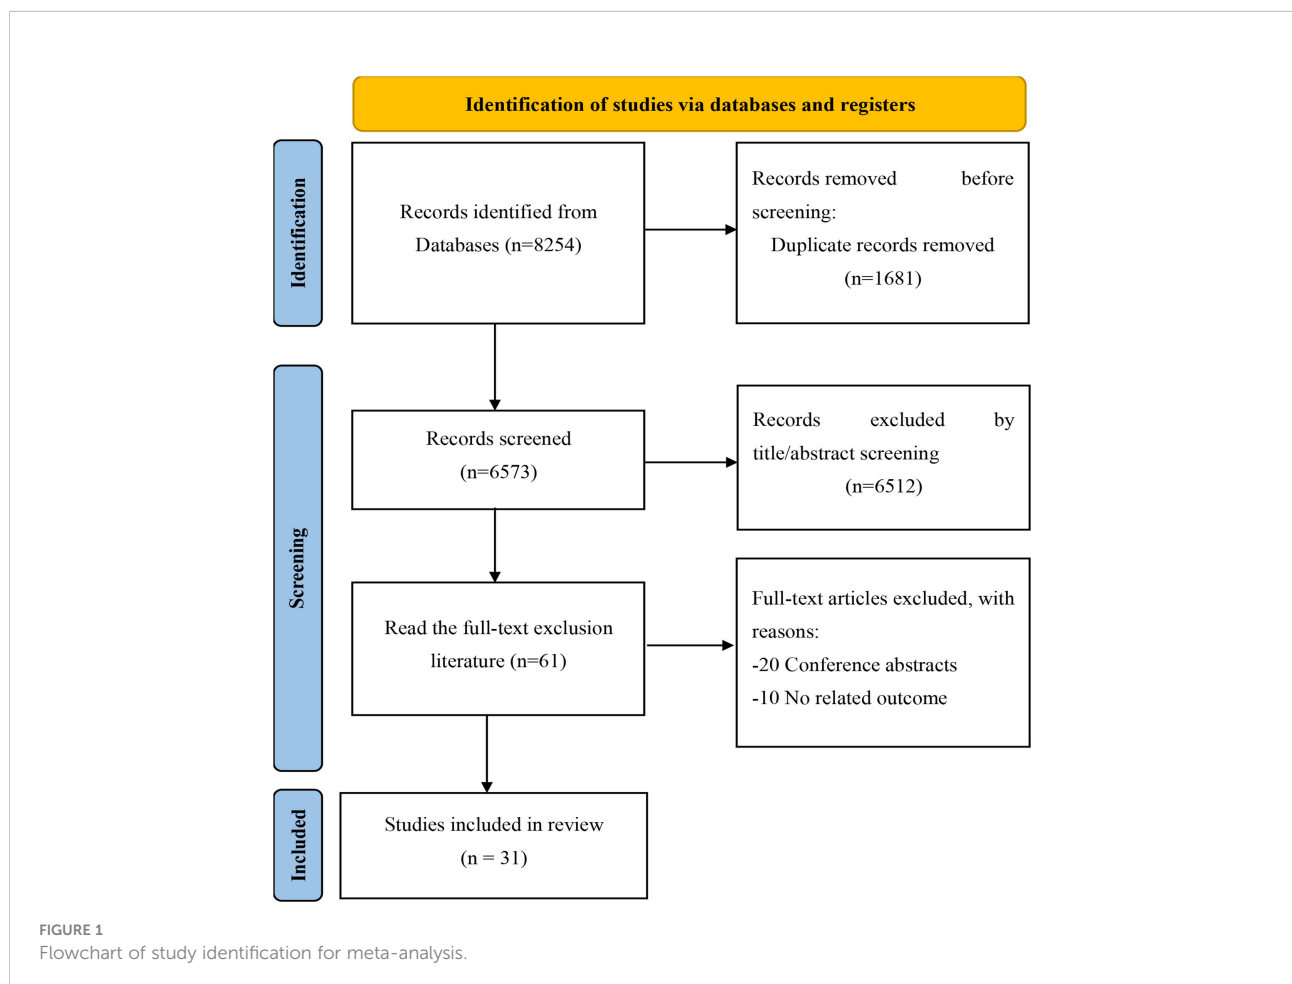 Identification of studies via databases and registers
Identification
Records identified from
Databases (n=8254)
Records removed before
screening:
Duplicate records removed
(n=1681)
Screening
Records screened
(n=6573)
Records excluded by
title/abstract screening
(n=6512)
Read the full-text exclusion
literature (n=61)
Full-text articles excluded, with
reasons:
-20 Conference abstracts
-10 No related outcome
Included
Studies included in review
(n = 31)
FIGURE 1
Flowchart of study identification for meta-analysis.